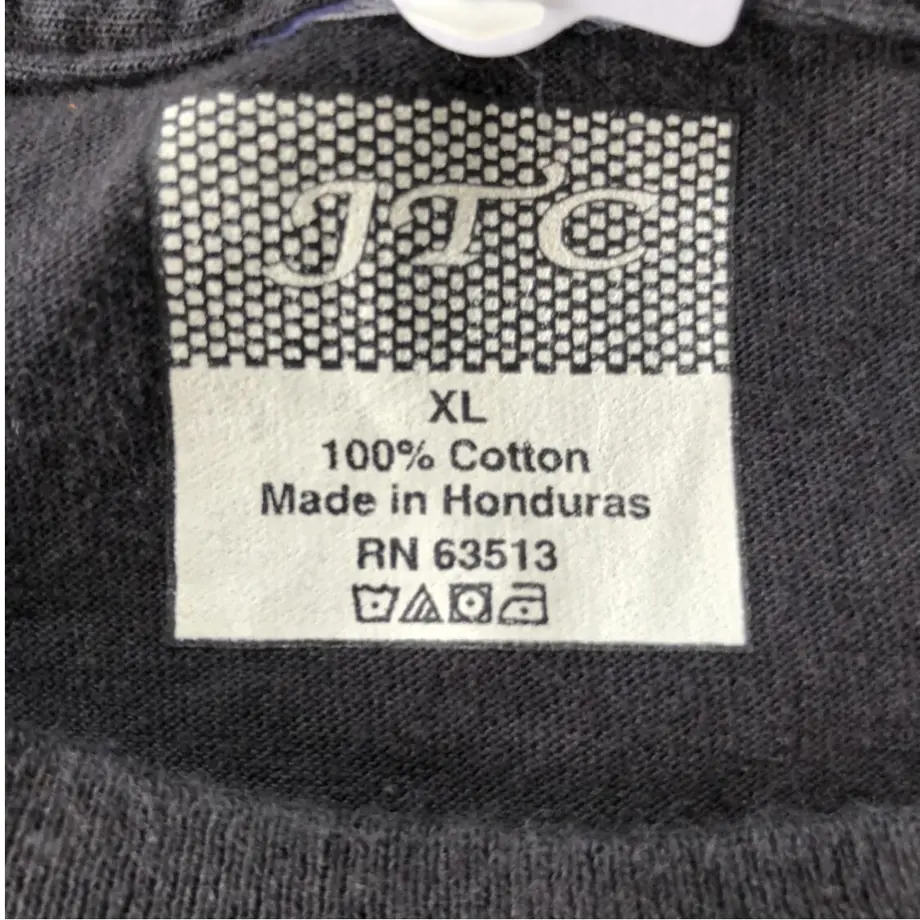 JTC
XL
100% Cotton
Made in Honduras
RN 63513